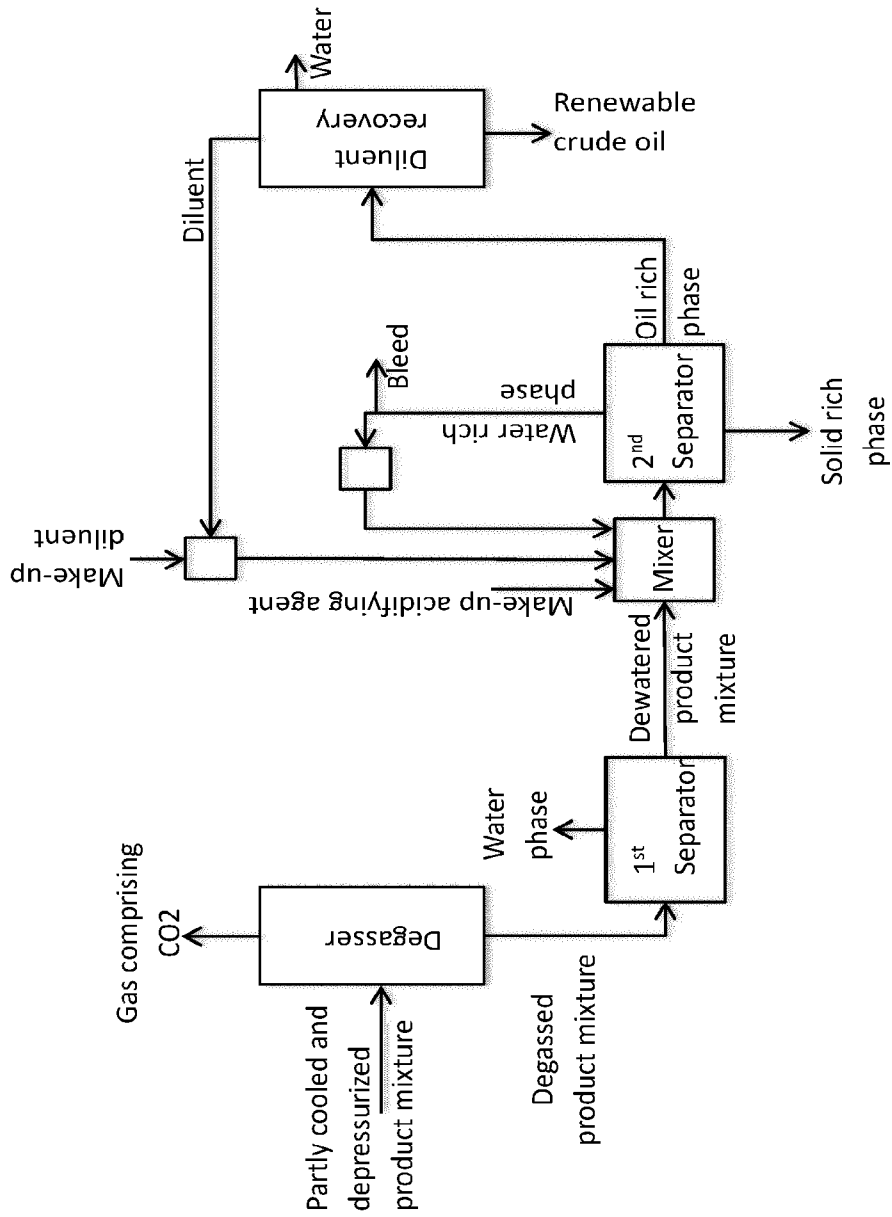 Gas comprising
CO2
Partly cooled and
depressurized
product mixture
Degasser
Degassed
product mixture
Water
phase
1st
Separator
Dewatered
product
mixture
Make-up
diluent
Make-up acidifying agent
Mixer
Diluent
Bleed
Water rich
phase
2nd
Separator
Solid rich
phase
Oil rich
phase
Diluent
recovery
Water
Renewable
crude oil